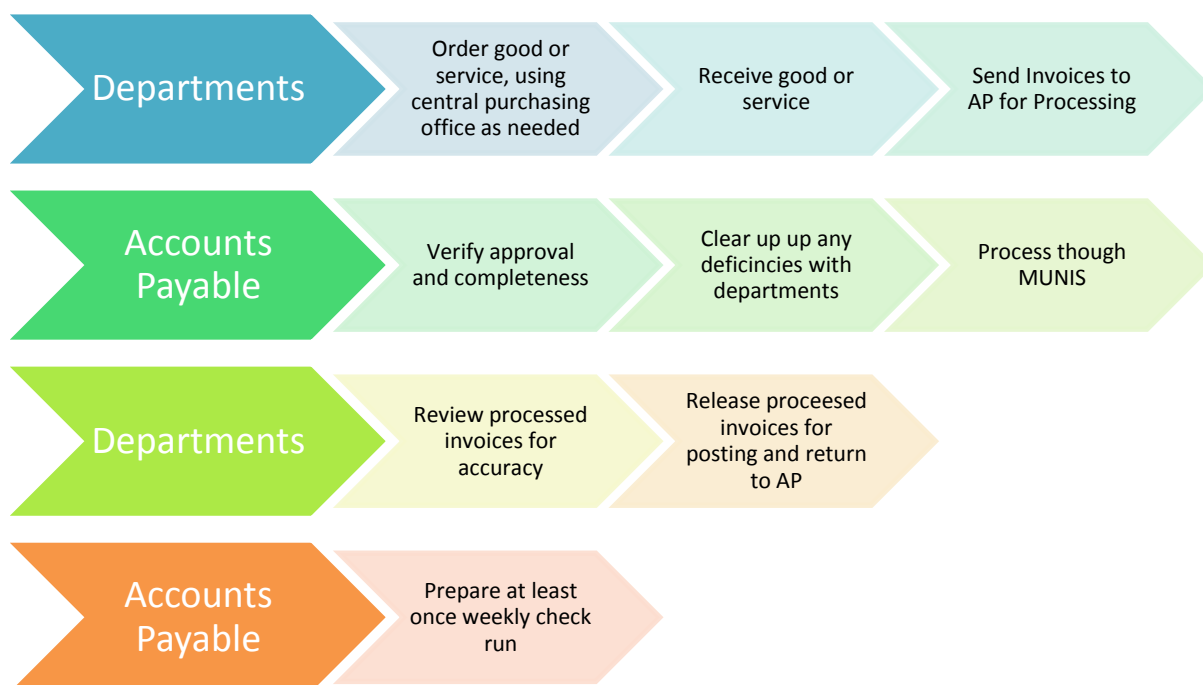 Departments
Order good or
service, using
central purchasing
office as needed
Receive good or
service
Send Invoices to
AP for Processing
Accounts
Payable
Verify approval
and completeness
Clear up up any
deficincies with
departments
Process though
MUNIS
Departments
Review processed
invoices for
accuracy
Release proceesed
invoices for
posting and return
to AP
Accounts
Payable
Prepare at least
once weekly check
run